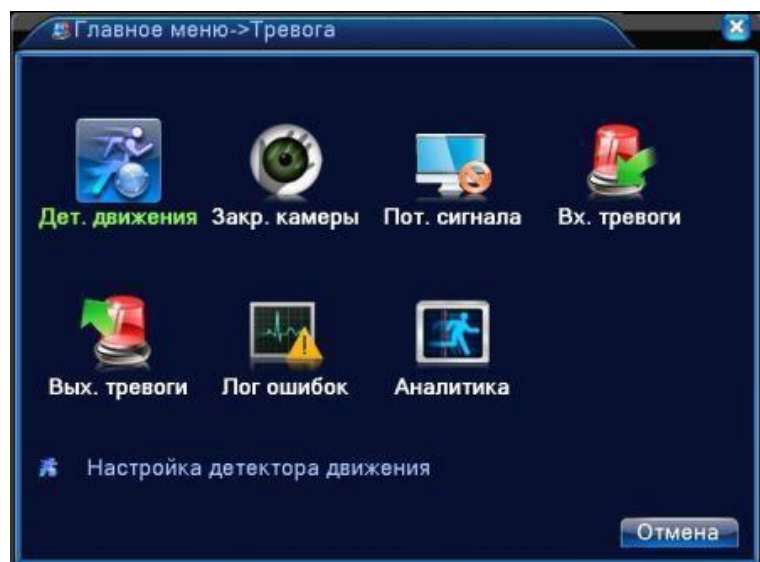 Главное меню->Тревога
Дет. движения Закр. камеры Пот. сигнала Вх. тревоги
Вых. тревоги Лог ошибок Аналитика
Настройка детектора движения
Отмена